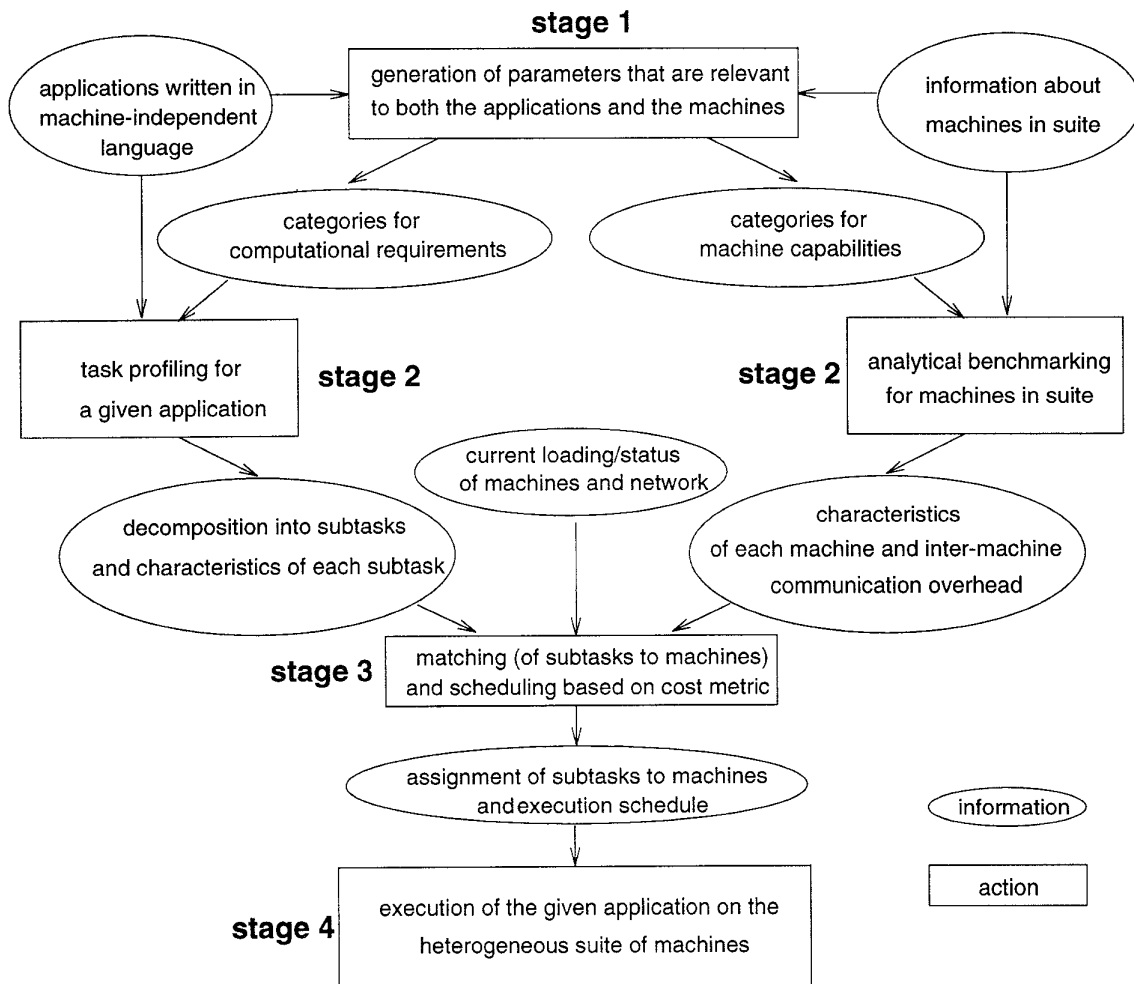 stage 1
applications written in
machine-independent
language
generation of parameters that are relevant
to both the applications and the machines
information about
machines in suite
categories for
computational requirements
categories for
machine capabilities
task profiling for
a given application
stage 2
stage 2
analytical benchmarking
for machines in suite
current loading/status
of machines and network
decomposition into subtasks
and characteristics of each subtask
characteristics
of each machine and inter-machine
communication overhead
stage 3
matching (of subtasks to machines)
and scheduling based on cost metric
assignment of subtasks to machines
and execution schedule
information
action
stage 4
execution of the given application on the
heterogeneous suite of machines